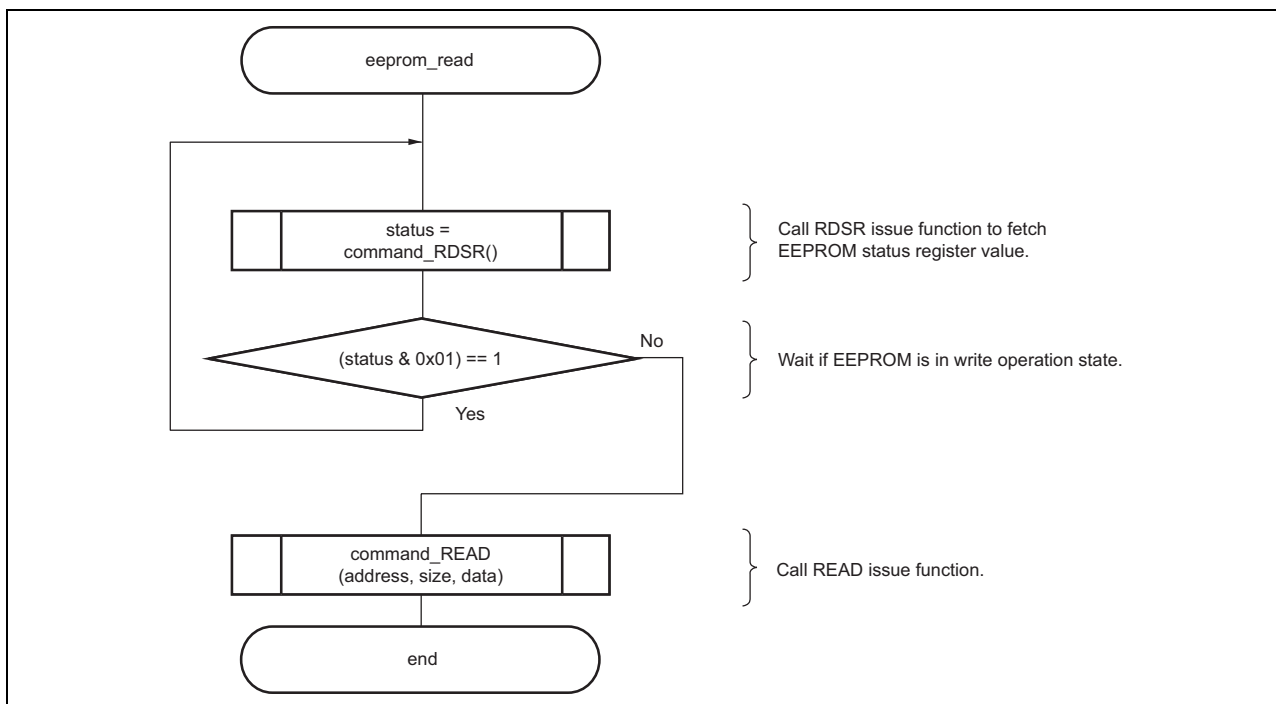 eeprom_read
status =
command_RDSR()
Call RDSR issue function to fetch
EEPROM status register value.
(status & 0x01) == 1
No
Wait if EEPROM is in write operation state.
Yes
command_READ
(address, size, data)
Call READ issue function.
end